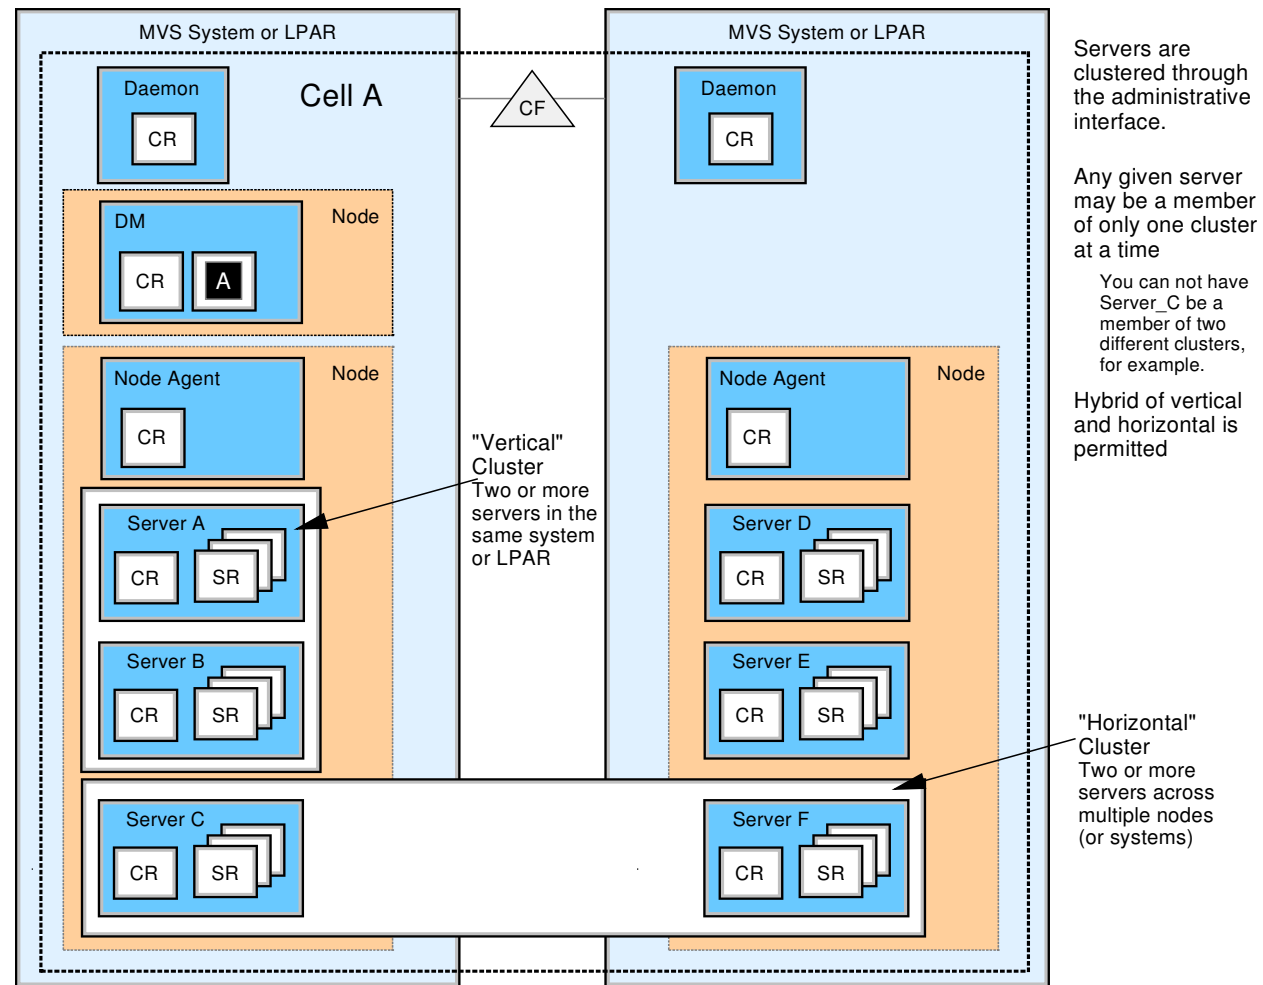 MVS System or LPAR
MVS System or LPAR
Cell A
Daemon
CR
CF
Daemon
CR
DM
Node
CR
A
Node Agent
Node
CR
Node Agent
Node
CR
Server A
CR
SR
Server B
CR
SR
Server C
CR
SR
Server D
CR
SR
Server E
CR
SR
Server F
CR
SR
"Vertical"
Cluster
Two or more
servers in the
same system
or LPAR
Servers are
clustered through
the administrative
interface.
Any given server
may be a member
of only one cluster
at a time
You can not have
Server_C be a
member of two
different clusters,
for example.
Hybrid of vertical
and horizontal is
permitted
"Horizontal"
Cluster
Two or more
servers across
multiple nodes
(or systems)